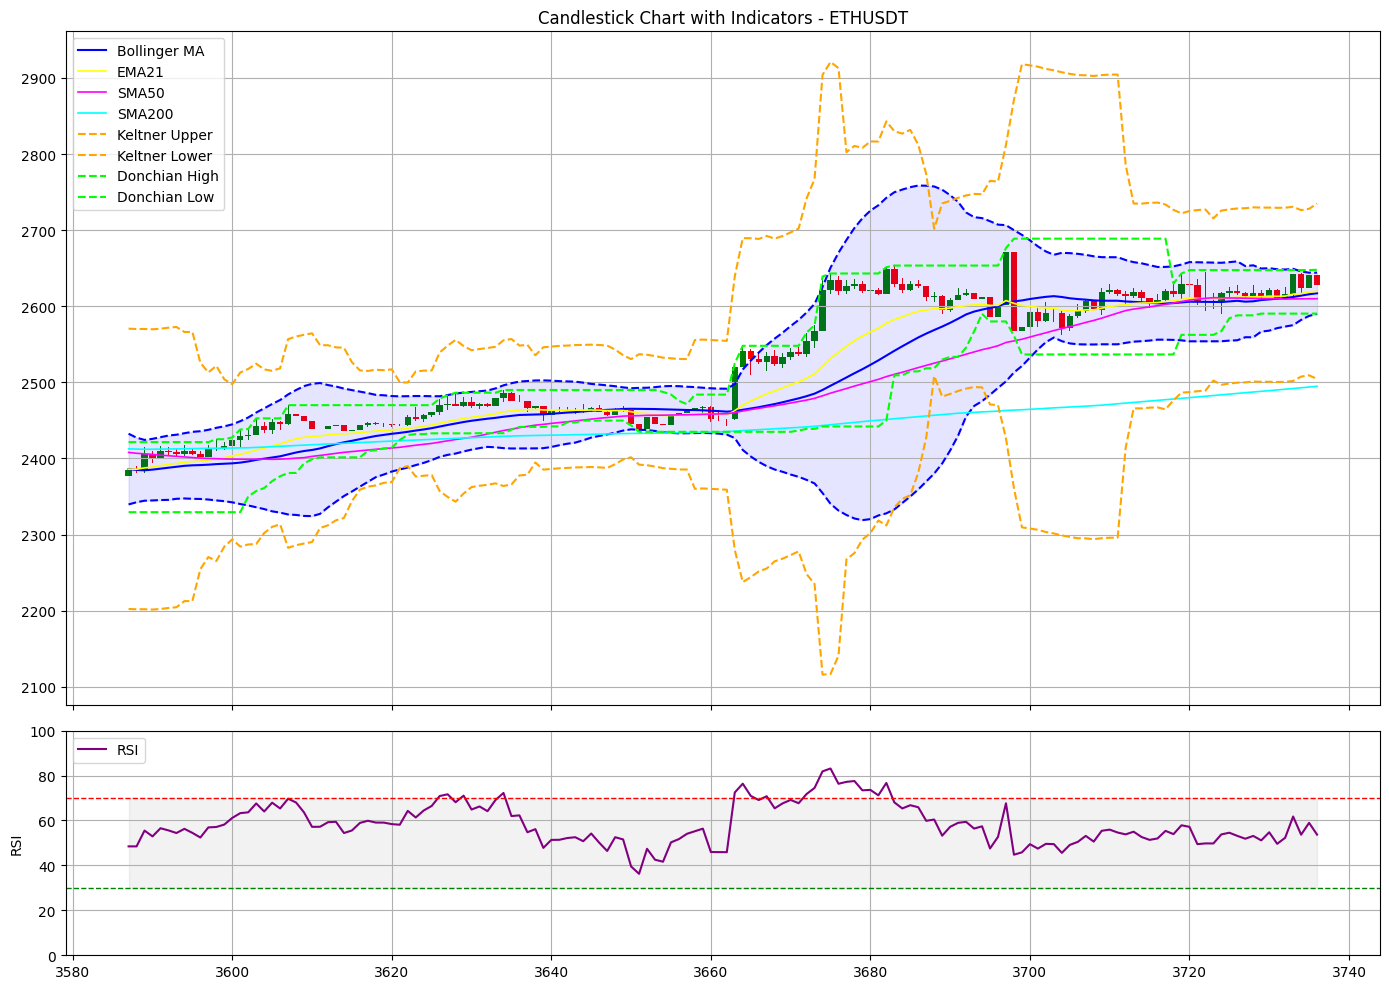 Candlestick Chart with Indicators - ETHUSDT
Bollinger MA
EMA21
SMA50
SMA200
Keltner Upper
Keltner Lower
Donchian High
Donchian Low
2900
2800
2700
2600
2500
2400
2300
2200
2100
RSI
100
80
60
40
20
0
RSI
3580
3600
3620
3640
3660
3680
3700
3720
3740